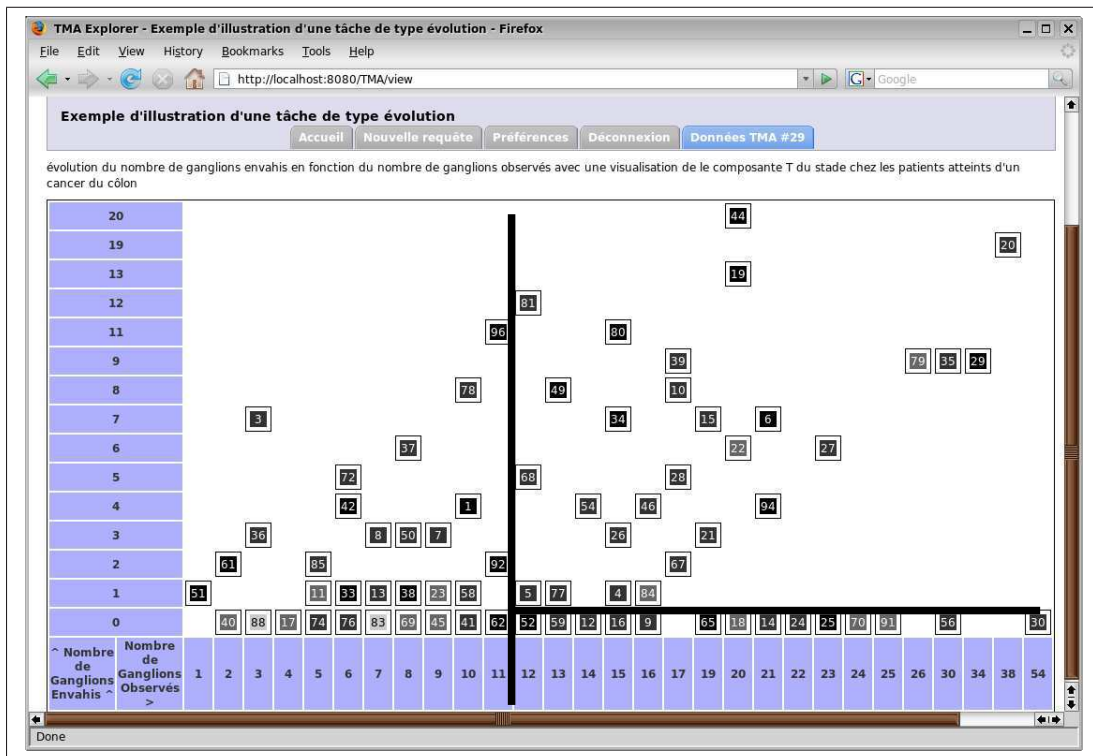 TMA Explorer - Exemple d'illustration d'une tâche de type évolution - Firefox
File Edit View History Bookmarks Tools Help
http://localhost:8080/TMA/view
G Google
Exemple d'illustration d'une tâche de type évolution
Accueil Nouvelle requête Préférences Déconnexion Données TMA #29
évolution du nombre de ganglions envahis en fonction du nombre de ganglions observés avec une visualisation de le composante T du stade chez les patients atteints d'un
cancer du côlon
20 44
19 20
13 19
12 81
11 96 80
9 39 79 35 29
8 78 49 10
7 3 34 15 6
6 37 22 27
5 72 68 28
4 42 1 54 46 94
3 36 8 50 7 26 21
2 61 85 92 67
1 51 11 33 13 38 23 58 5 77 4 84
0 40 88 17 74 76 83 69 45 41 62 52 59 12 16 9 65 18 14 24 25 70 91 56 30
^ Nombre
de
Ganglions
Envahis ^
Nombre
de
Ganglions
Observés
>
1 2 3 4 5 6 7 8 9 10 11 12 13 14 15 16 17 19 20 21 22 23 24 25 26 30 34 38 54
Done